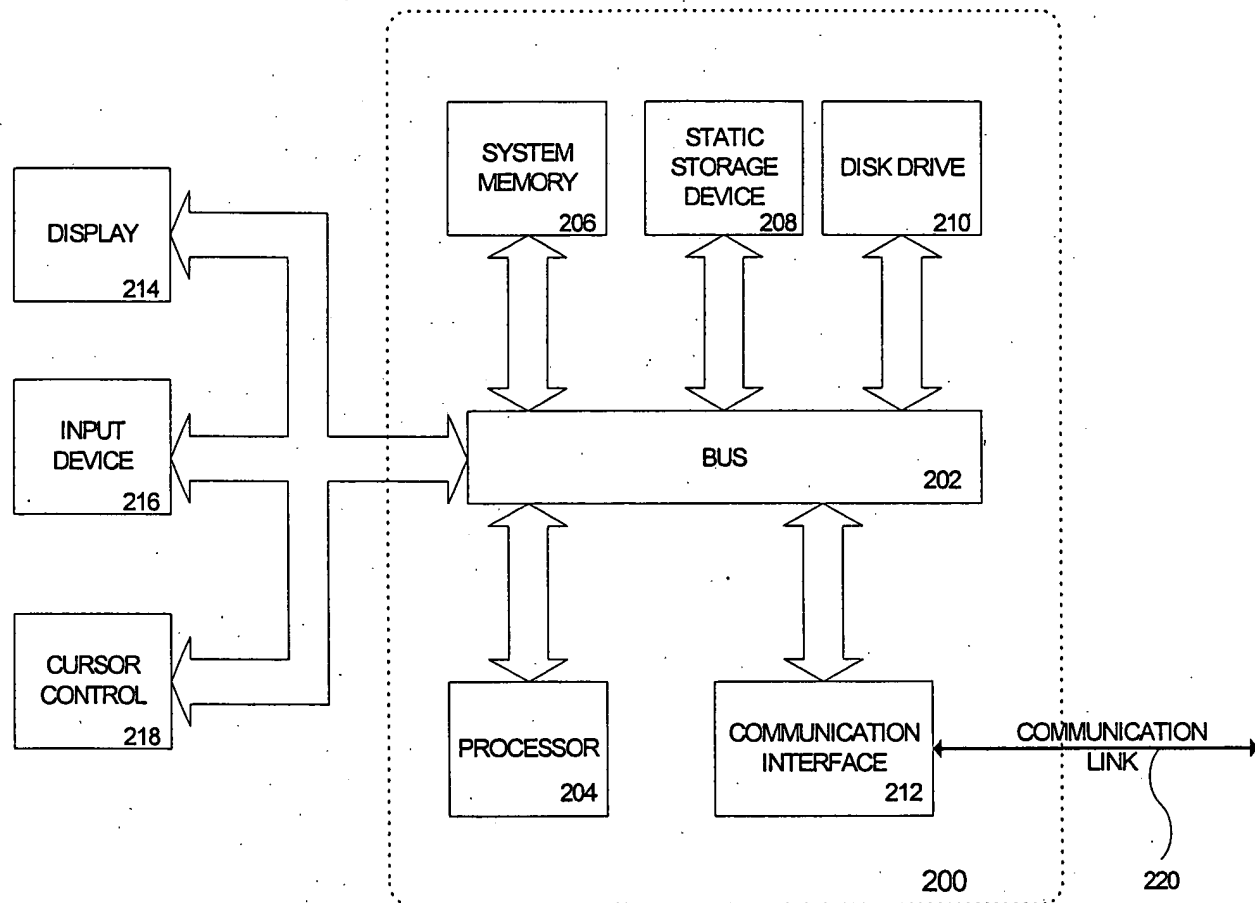 SYSTEM
MEMORY
206
STATIC
STORAGE
DEVICE
208
DISK DRIVE
210
DISPLAY
214
INPUT
DEVICE
216
BUS
202
CURSOR
CONTROL
218
PROCESSOR
204
COMMUNICATION
INTERFACE
212
COMMUNICATION
LINK
200
220